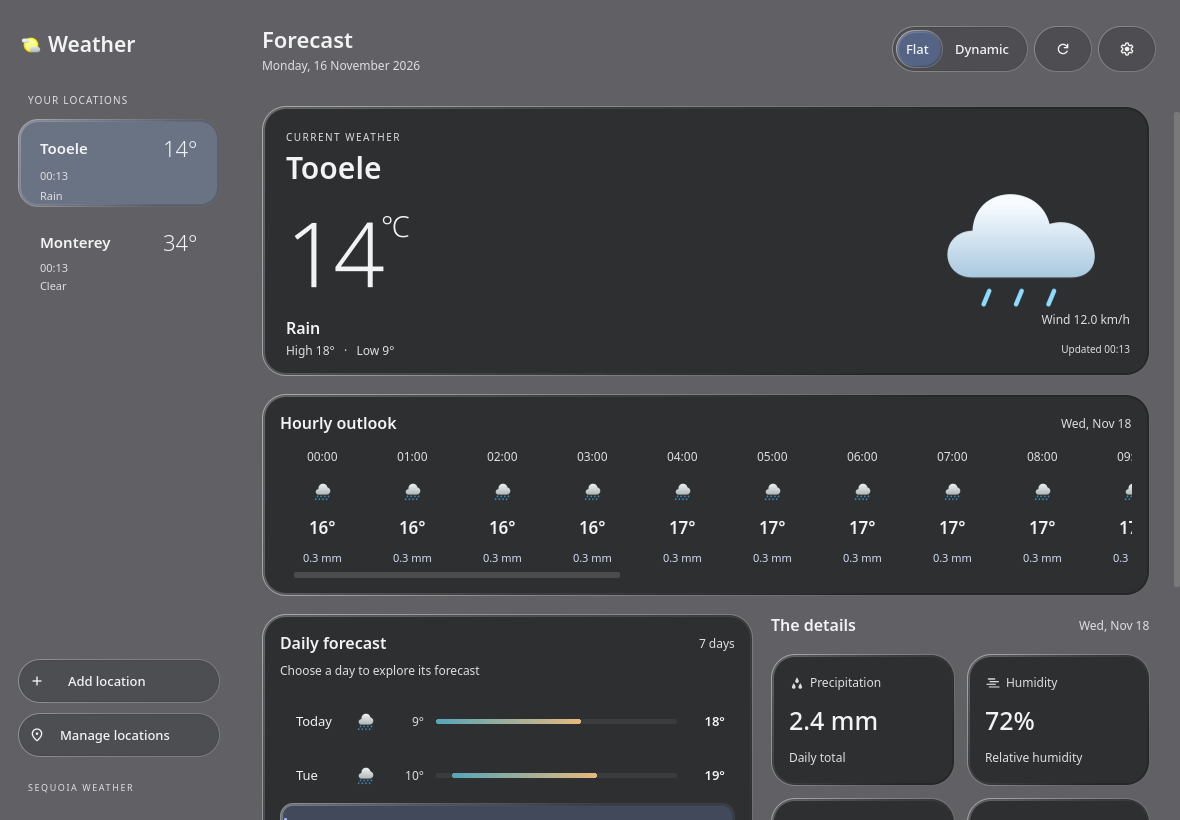 Weather
YOUR LOCATIONS
Tooele 14°
00:13
Rain
Monterey 34°
00:13
Clear
Add location
Manage locations
SEQUOIA WEATHER
Forecast
Monday, 16 November 2026
Flat Dynamic
CURRENT WEATHER
Tooele
14°C
Rain
High 18° · Low 9°
Wind 12.0 km/h
Updated 00:13
Hourly outlook Wed, Nov 18
00:00 01:00 02:00 03:00 04:00 05:00 06:00 07:00 08:00 09:
16° 16° 16° 16° 17° 17° 17° 17° 17° 17
0.3 mm 0.3 mm 0.3 mm 0.3 mm 0.3 mm 0.3 mm 0.3 mm 0.3 mm 0.3 mm 0.3
Daily forecast 7 days
Choose a day to explore its forecast
Today 9° 18°
Tue 10° 19°
The details Wed, Nov 18
Precipitation
2.4 mm
Daily total
Humidity
72%
Relative humidity